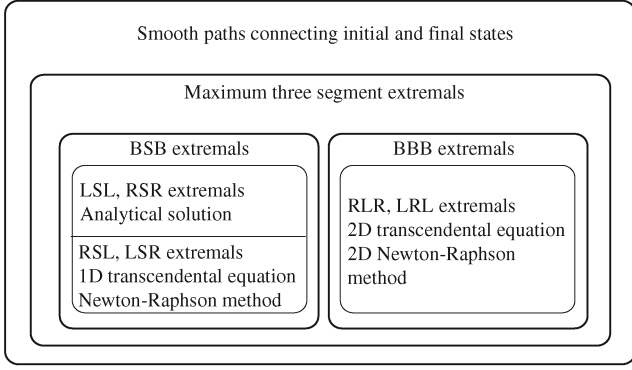 Smooth paths connecting initial and final states
Maximum three segment extremals
BSB extremals
LSL, RSR extremals
Analytical solution
RSL, LSR extremals
1D transcendental equation
Newton-Raphson method
BBB extremals
RLR, LRL extremals
2D transcendental equation
2D Newton-Raphson
method